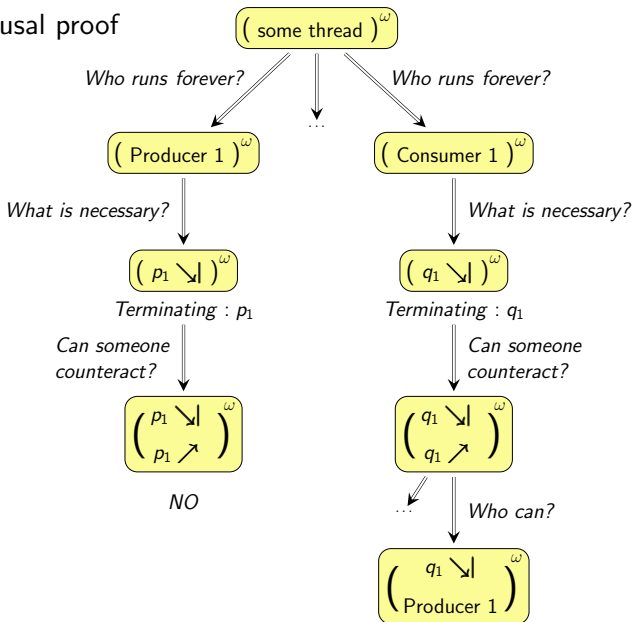 usal proof
( some thread )^ω
Who runs forever?
Who runs forever?
...
( Producer 1 )^ω
( Consumer 1 )^ω
What is necessary?
What is necessary?
( p₁ ↘| )^ω
( q₁ ↘| )^ω
Terminating : p₁
Terminating : q₁
Can someone
counteract?
Can someone
counteract?
( p₁ ↘|
p₁ ↗ )^ω
( q₁ ↘|
q₁ ↗ )^ω
NO
...
Who can?
( q₁ ↘|
Producer 1 )^ω